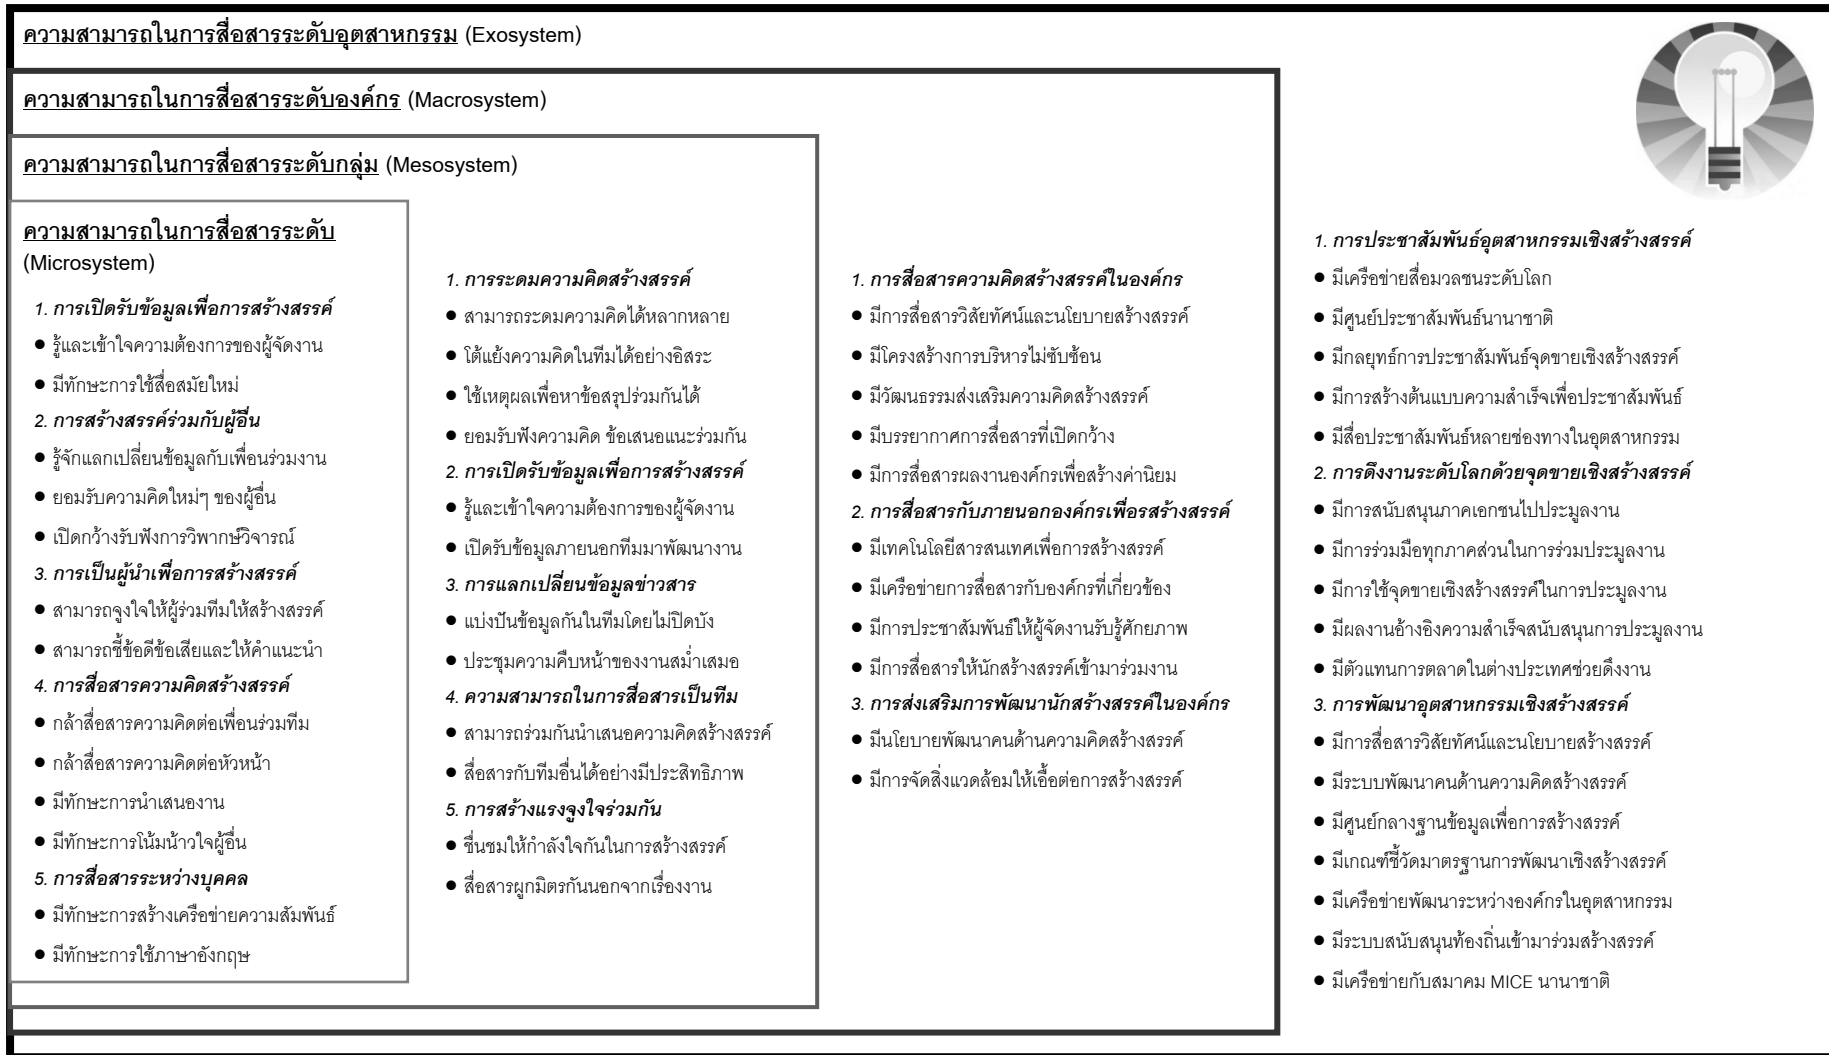 ความสามารถในการสื่อสารระดับอุตสาหกรรม (Exosystem)
ความสามารถในการสื่อสารระดับองค์กร (Macrosystem)
ความสามารถในการสื่อสารระดับกลุ่ม (Mesosystem)
ความสามารถในการสื่อสารระดับ
(Microsystem)
1. การเปิดรับข้อมูลเพื่อการสร้างสรรค์
● รู้และเข้าใจความต้องการของผู้จัดงาน
● มีทักษะการใช้สื่อสมัยใหม่
2. การสร้างสรรค์ร่วมกับผู้อื่น
● รู้จักแลกเปลี่ยนข้อมูลกับเพื่อนร่วมงาน
● ยอมรับความคิดใหม่ๆ ของผู้อื่น
● เปิดกว้างรับฟังการวิพากษ์วิจารณ์
3. การเป็นผู้นำเพื่อการสร้างสรรค์
● สามารถจูงใจให้ผู้ร่วมทีมให้สร้างสรรค์
● สามารถชี้ข้อดีข้อเสียและให้คำแนะนำ
4. การสื่อสารความคิดสร้างสรรค์
● กล้าสื่อสารความคิดต่อเพื่อนร่วมทีม
● กล้าสื่อสารความคิดต่อหัวหน้า
● มีทักษะการนำเสนองาน
● มีทักษะการโน้มน้าวใจผู้อื่น
5. การสื่อสารระหว่างบุคคล
● มีทักษะการสร้างเครือข่ายความสัมพันธ์
● มีทักษะการใช้ภาษาอังกฤษ
1. การระดมความคิดสร้างสรรค์
● สามารถระดมความคิดได้หลากหลาย
● โต้แย้งความคิดในทีมได้อย่างอิสระ
● ใช้เหตุผลเพื่อหาข้อสรุปร่วมกันได้
● ยอมรับฟังความคิด ข้อเสนอแนะร่วมกัน
2. การเปิดรับข้อมูลเพื่อการสร้างสรรค์
● รู้และเข้าใจความต้องการของผู้จัดงาน
● เปิดรับข้อมูลภายนอกทีมมาพัฒนางาน
3. การแลกเปลี่ยนข้อมูลข่าวสาร
● แบ่งปันข้อมูลกันในทีมโดยไม่ปิดบัง
● ประชุมความคืบหน้าของงานสม่ำเสมอ
4. ความสามารถในการสื่อสารเป็นทีม
● สามารถร่วมกันนำเสนอความคิดสร้างสรรค์
● สื่อสารกับทีมอื่นได้อย่างมีประสิทธิภาพ
5. การสร้างแรงจูงใจร่วมกัน
● ชื่นชมให้กำลังใจกันในการสร้างสรรค์
● สื่อสารผูกมิตรกันนอกจากเรื่องงาน
1. การสื่อสารความคิดสร้างสรรค์ในองค์กร
● มีการสื่อสารวิสัยทัศน์และนโยบายสร้างสรรค์
● มีโครงสร้างการบริหารไม่ซับซ้อน
● มีวัฒนธรรมส่งเสริมความคิดสร้างสรรค์
● มีบรรยากาศการสื่อสารที่เปิดกว้าง
● มีการสื่อสารผลงานองค์กรเพื่อสร้างค่านิยม
2. การสื่อสารกับภายนอกองค์กรเพื่อรสร้างสรรค์
● มีเทคโนโลยีสารสนเทศเพื่อการสร้างสรรค์
● มีเครือข่ายการสื่อสารกับองค์กรที่เกี่ยวข้อง
● มีการประชาสัมพันธ์ให้ผู้จัดงานรับรู้ศักยภาพ
● มีการสื่อสารให้นักสร้างสรรค์เข้ามาร่วมงาน
3. การส่งเสริมการพัฒนานักสร้างสรรค์ในองค์กร
● มีนโยบายพัฒนาคนด้านความคิดสร้างสรรค์
● มีการจัดสิ่งแวดล้อมให้เอื้อต่อการสร้างสรรค์
1. การประชาสัมพันธ์อุตสาหกรรมเชิงสร้างสรรค์
● มีเครือข่ายสื่อมวลชนระดับโลก
● มีศูนย์ประชาสัมพันธ์นานาชาติ
● มีกลยุทธ์การประชาสัมพันธ์จุดขายเชิงสร้างสรรค์
● มีการสร้างต้นแบบความสำเร็จเพื่อประชาสัมพันธ์
● มีสื่อประชาสัมพันธ์หลายช่องทางในอุตสาหกรรม
2. การดึงงานระดับโลกด้วยจุดขายเชิงสร้างสรรค์
● มีการสนับสนุนภาคเอกชนไปประมูลงาน
● มีการร่วมมือทุกภาคส่วนในการร่วมประมูลงาน
● มีการใช้จุดขายเชิงสร้างสรรค์ในการประมูลงาน
● มีผลงานอ้างอิงความสำเร็จสนับสนุนการประมูลงาน
● มีตัวแทนการตลาดในต่างประเทศช่วยดึงงาน
3. การพัฒนาอุตสาหกรรมเชิงสร้างสรรค์
● มีการสื่อสารวิสัยทัศน์และนโยบายสร้างสรรค์
● มีระบบพัฒนาคนด้านความคิดสร้างสรรค์
● มีศูนย์กลางฐานข้อมูลเพื่อการสร้างสรรค์
● มีเกณฑ์ชี้วัดมาตรฐานการพัฒนาเชิงสร้างสรรค์
● มีเครือข่ายพัฒนาระหว่างองค์กรในอุตสาหกรรม
● มีระบบสนับสนุนท้องถิ่นเข้ามาร่วมสร้างสรรค์
● มีเครือข่ายกับสมาคม MICE นานาชาติ